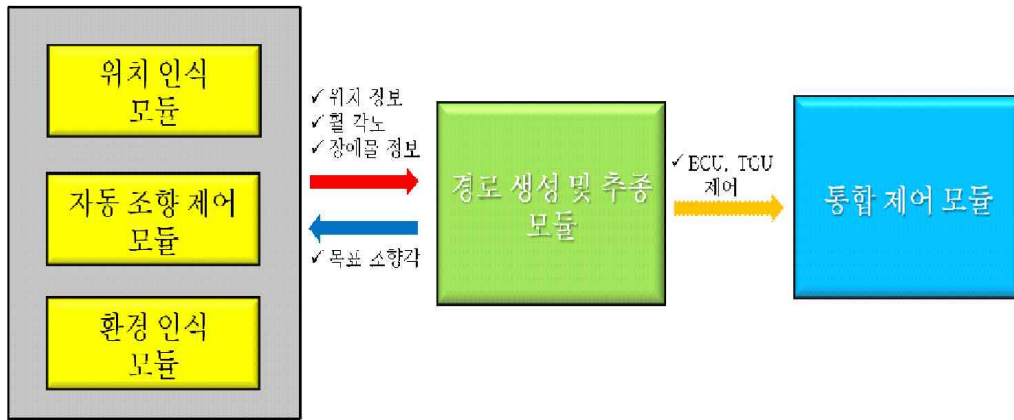 위치 인식
모듈
자동 조향 제어
모듈
환경 인식
모듈
✓ 위치 정보
✓ 휠 각도
✓ 장애물 정보
✓ 목표 조향각
경로 생성 및 추종
모듈
✓ ECU, TCU
제어
통합 제어 모듈